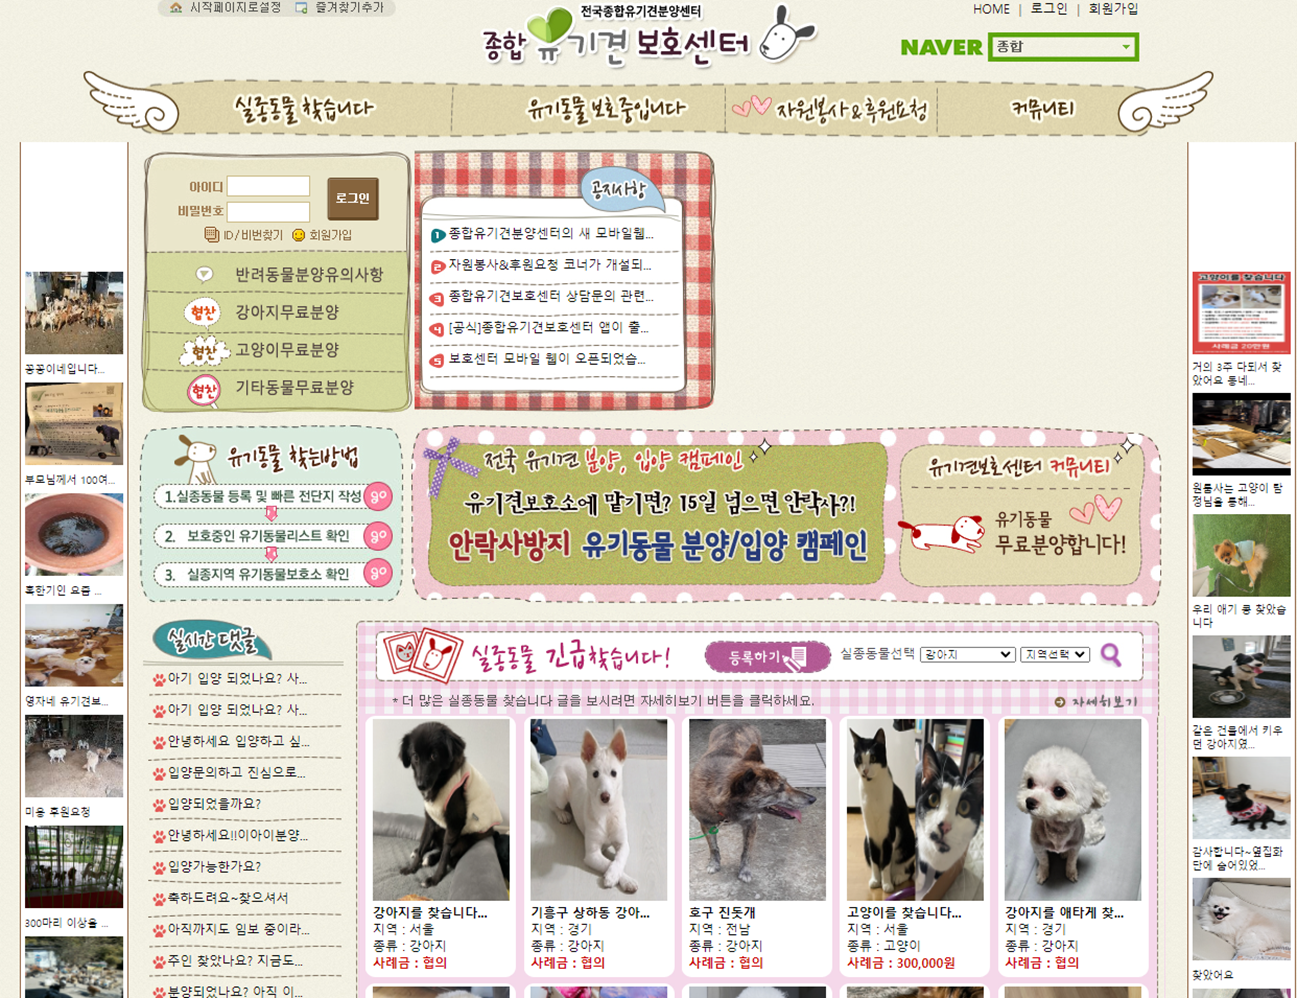 시작페이지로설정 즐겨찾기추가
HOME | 로그인 | 회원가입
전국종합유기견분양센터
종합 유기견 보호센터
NAVER 종합
실종동물 찾습니다
유기동물 보호중입니다
자원봉사 & 후원요청
커뮤니티
아이디
비밀번호
로그인
ID / 비번찾기 회원가입
반려동물분양유의사항
협찬 강아지무료분양
협찬 고양이무료분양
협찬 기타동물무료분양
공지사항
1 종합유기견분양센터의 새 모바일웹...
2 자원봉사&후원요청 코너가 개설되...
3 종합유기견보호센터 상담문의 관련...
4 [공식]종합유기견보호센터 앱이 출...
5 보호센터 모바일 웹이 오픈되었습...
유기동물 찾는방법
1.실종동물 등록 및 빠른 전단지 작성 go
2. 보호중인 유기동물리스트 확인 go
3. 실종지역 유기동물보호소 확인 go
전국 유기견 분양, 입양 캠페인
유기견보호소에 맡기면? 15일 넘으면 안락사?!
안락사방지 유기동물 분양/입양 캠페인
유기견보호센터 커뮤니티
유기동물
무료분양합니다!
꽁꽁이네입니다...
부모님께서 100여...
혹한기인 요즘 ...
영자네 유기견보...
미용 후원요청
300마리 이상을 ...
실시간 댓글
아기 입양 되었나요? 사...
아기 입양 되었나요? 사...
안녕하세요 입양하고 싶...
입양문의하고 진심으로...
입양되었을까요?
안녕하세요!!이아이분양...
입양가능한가요?
축하드려요~찾으셔서
아직까지도 임보 중이라...
주인 찾았나요? 지금도...
분양되었나요? 아직 이...
실종동물 긴급찾습니다!
등록하기
실종동물선택 강아지 지역선택
* 더 많은 실종동물 찾습니다 글을 보시려면 자세히보기 버튼을 클릭하세요.
자세히보기
강아지를 찾습니다...
지역 : 서울
종류 : 강아지
사례금 : 협의
기흥구 상하동 강아...
지역 : 경기
종류 : 강아지
사례금 : 협의
호구 진돗개
지역 : 전남
종류 : 강아지
사례금 : 협의
고양이를 찾습니다...
지역 : 서울
종류 : 고양이
사례금 : 300,000원
강아지를 애타게 찾...
지역 : 경기
종류 : 강아지
사례금 : 협의
고양이를 찾습니다
사례금 20만원
거의 3주 다되서 찾
았어요 동네...
원룸사는 고양이 탐
정님을 통해...
우리 애기 콩 찾았습
니다
같은 건물에서 키우
던 강아지였...
감사합니다~옆집화
단에 숨어있었...
찾았어요